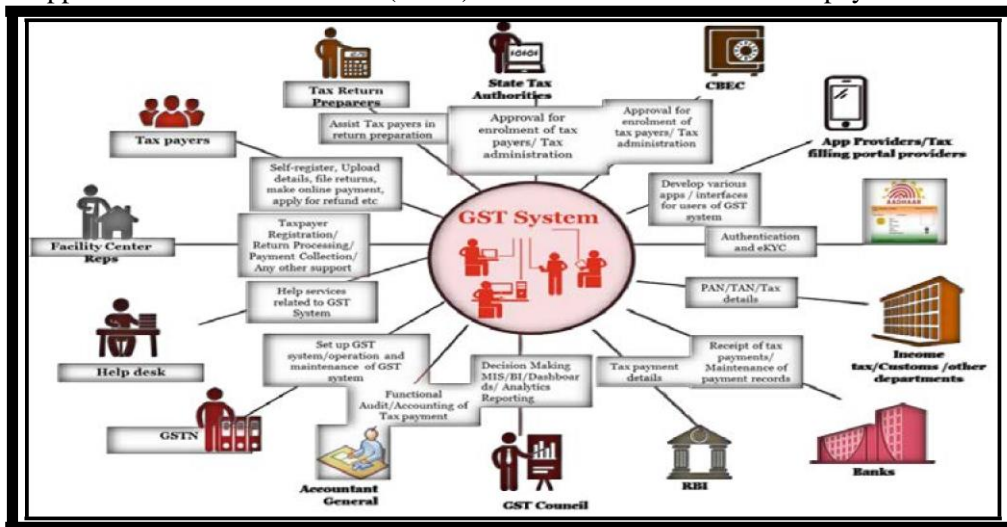 Tax Return
Preparers
State Tax
Authorities
CBEC
Tax payers
Assist Tax payers in
return preparation
Approval for
enrolment of tax
payers/ Tax
administration
Approval for
enrolment of
tax payers/ Tax
administration
App Providers/Tax
filling portal providers
Self-register, Upload
details, file returns,
make online payment,
apply for refund etc
Develop various
apps / interfaces
for users of GST
system
AADHAAR
GST System
Facility Center
Reps
Taxpayer
Registration/
Return Processing/
Payment Collection/
Any other support
Authentication
and eKYC
Help services
related to GST
System
PAN/TAN/Tax
details
Help desk
Set up GST
system/operation and
maintenance of GST
system
Decision Making
MIS/BI/Dashboar
ds/ Analytics
Reporting
Tax payment
details
Receipt of tax
payments/
Maintenance of
payment records
Income
tax/Customs /other
departments
Functional
Audit/Accounting of
Tax payment
GSTN
Accountant
General
GST Council
RBI
Banks